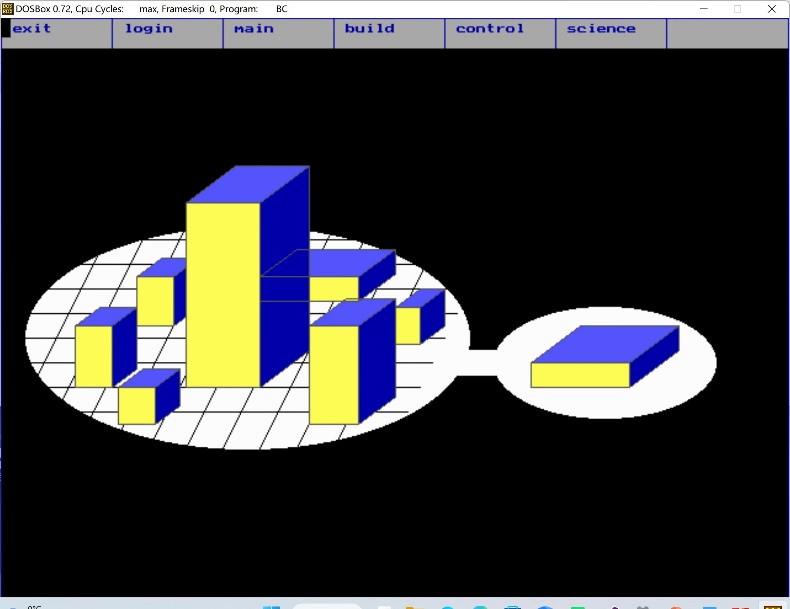 DOSBox 0.72, Cpu Cycles: max, Frameskip 0, Program: BC
exit login main build control science